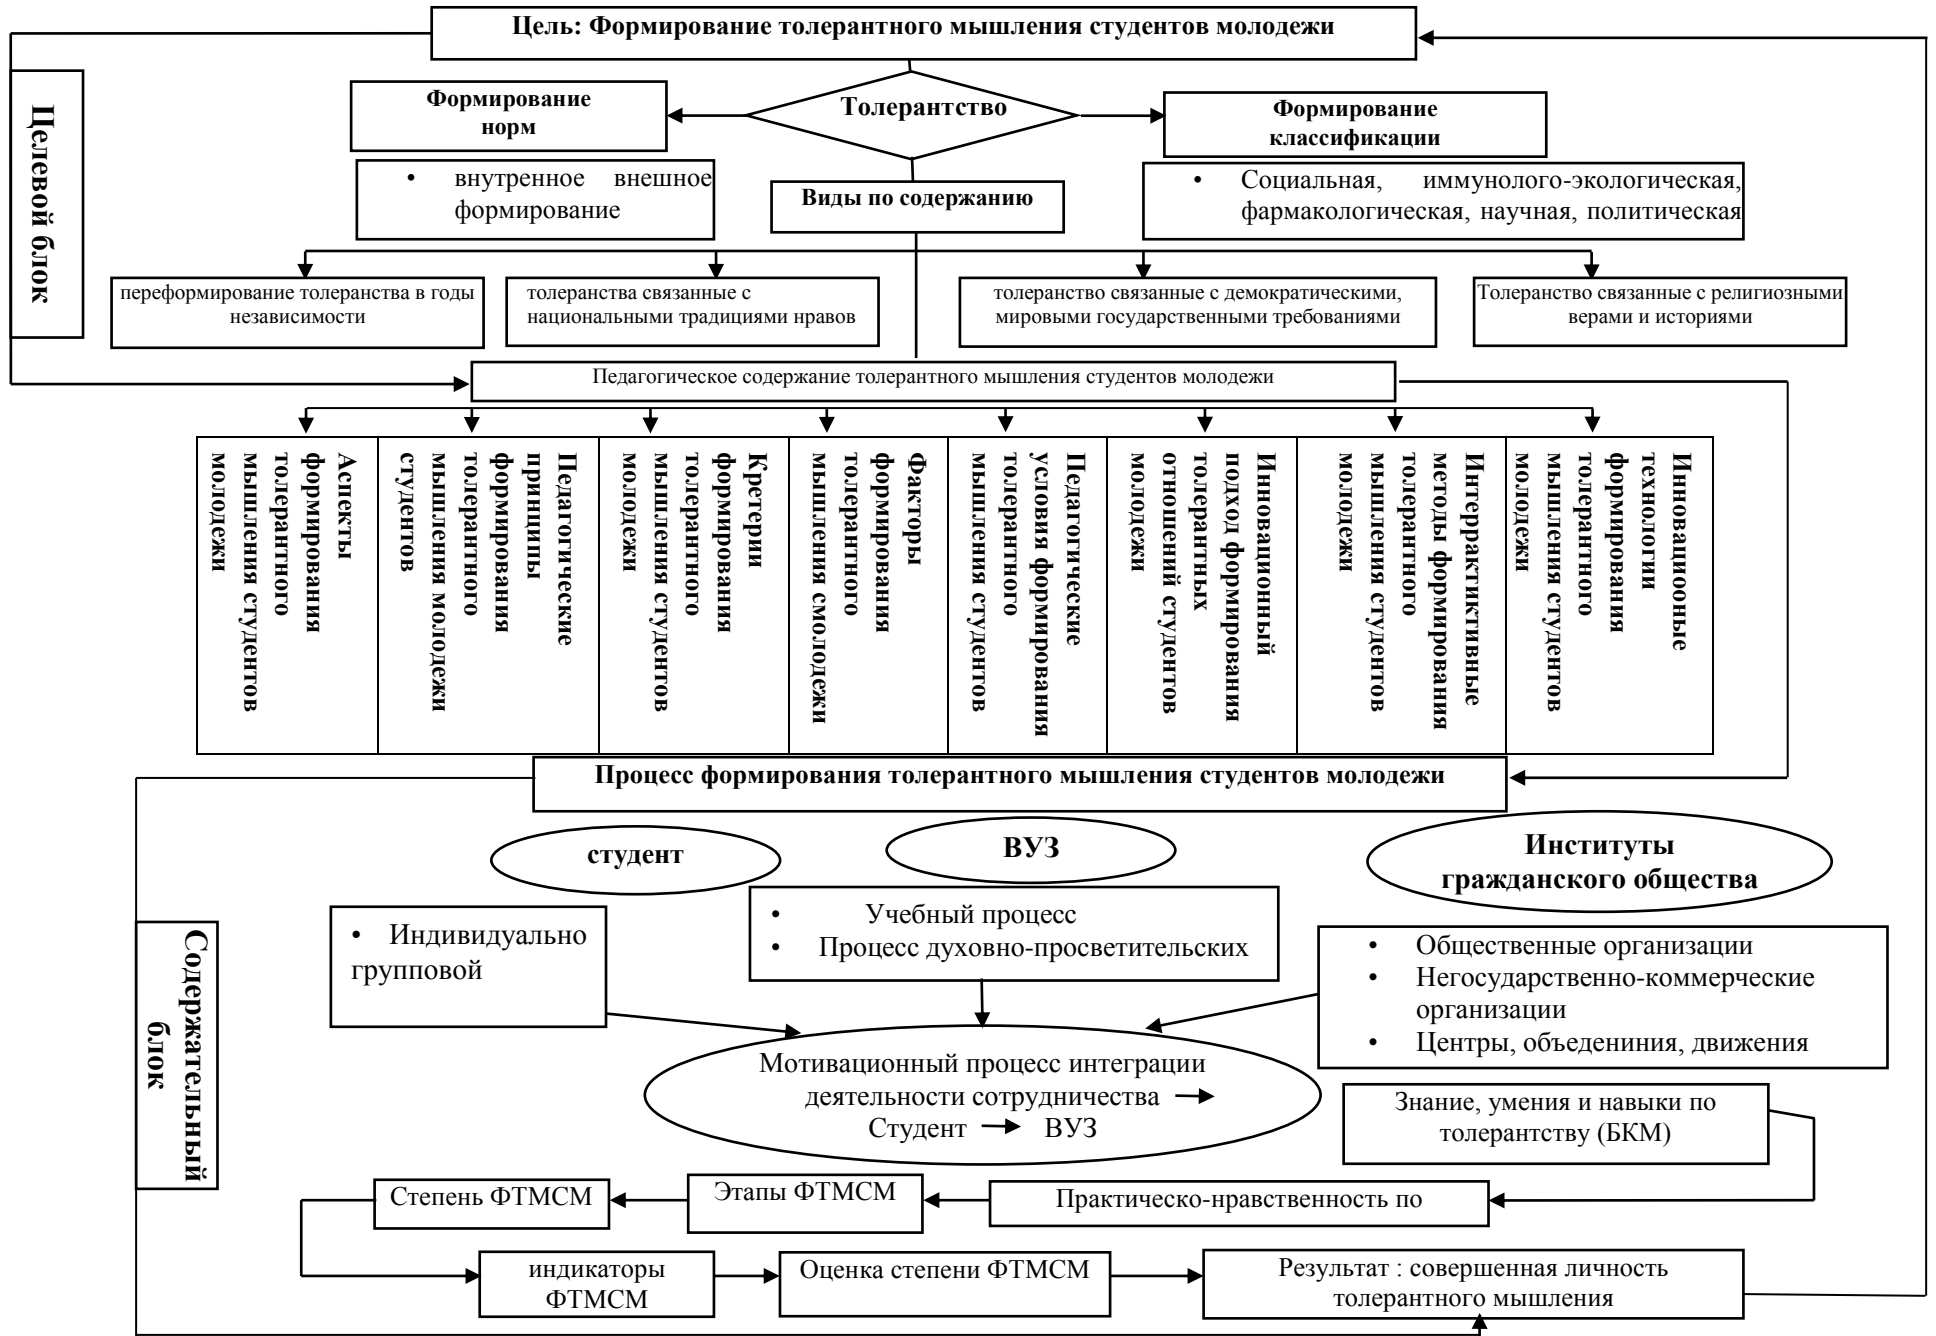 Цель: Формирование толерантного мышления студентов молодежи
Целевой блок
Формирование
норм
Толерантство
Формирование
классификации
• внутренное внешное
формирование
Виды по содержанию
• Социальная, иммунолого-экологическая,
фармакологическая, научная, политическая
переформирование толеранства в годы
независимости
толеранства связанные с
национальными традициями нравов
толеранство связанные с демократическими,
мировыми государственными требованиями
Толеранство связанные с религиозными
верами и историями
Педагогическое содержание толерантного мышления студентов молодежи
Аспекты
формирования
толерантного
мышления студентов
молодежи
Педагогические
принципы
формирования
толерантного
мышления молодежи
студентов
Кретерии
формирования
толерантного
мышления студентов
молодежи
Факторы
формирования
толерантного
мышления смолодежи
Педагогические
условия формирования
толерантного
мышления студентов
Инновационный
подход формирования
толерантных
отношений студентов
молодежи
Интеррактиктивные
методы формирования
толерантного
мышления студентов
молодежи
Инновационые
технологии
формирования
толерантного
мышления студентов
молодежи
Процесс формирования толерантного мышления студентов молодежи
студент
ВУЗ
Институты
гражданского общества
Содержательный
блок
• Индивидуально
групповой
• Учебный процесс
• Процесс духовно-просветительских
• Общественные организации
• Негосударственно-коммерческие
организации
• Центры, объедениния, движения
Мотивационный процесс интеграции
деятельности сотрудничества →
Студент → ВУЗ
Знание, умения и навыки по
толерантству (БКМ)
Степень ФТМСМ
Этапы ФТМСМ
Практическо-нравственность по
индикаторы
ФТМСМ
Оценка степени ФТМСМ
Результат : совершенная личность
толерантного мышления